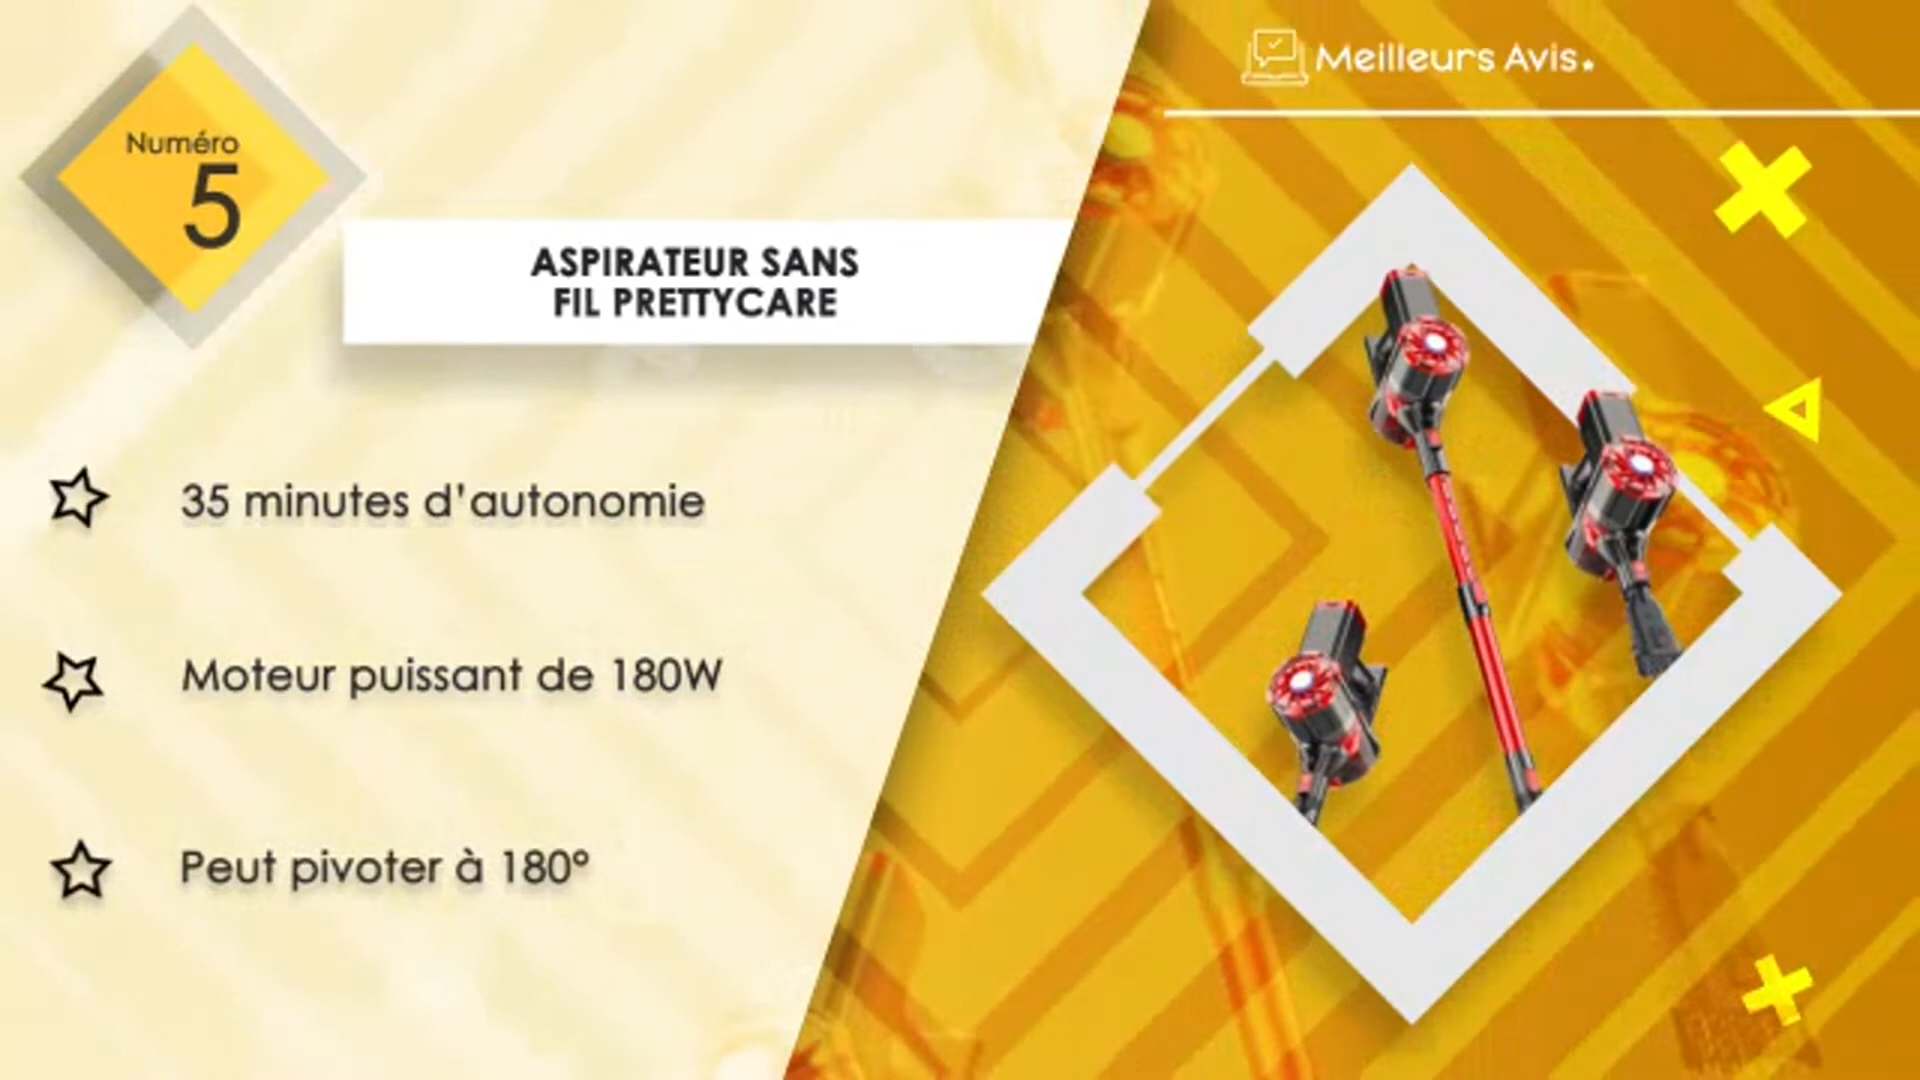 Numéro
5
Meilleurs Avis.
ASPIRATEUR SANS
FIL PRETTYCARE
35 minutes d’autonomie
Moteur puissant de 180W
Peut pivoter à 180°